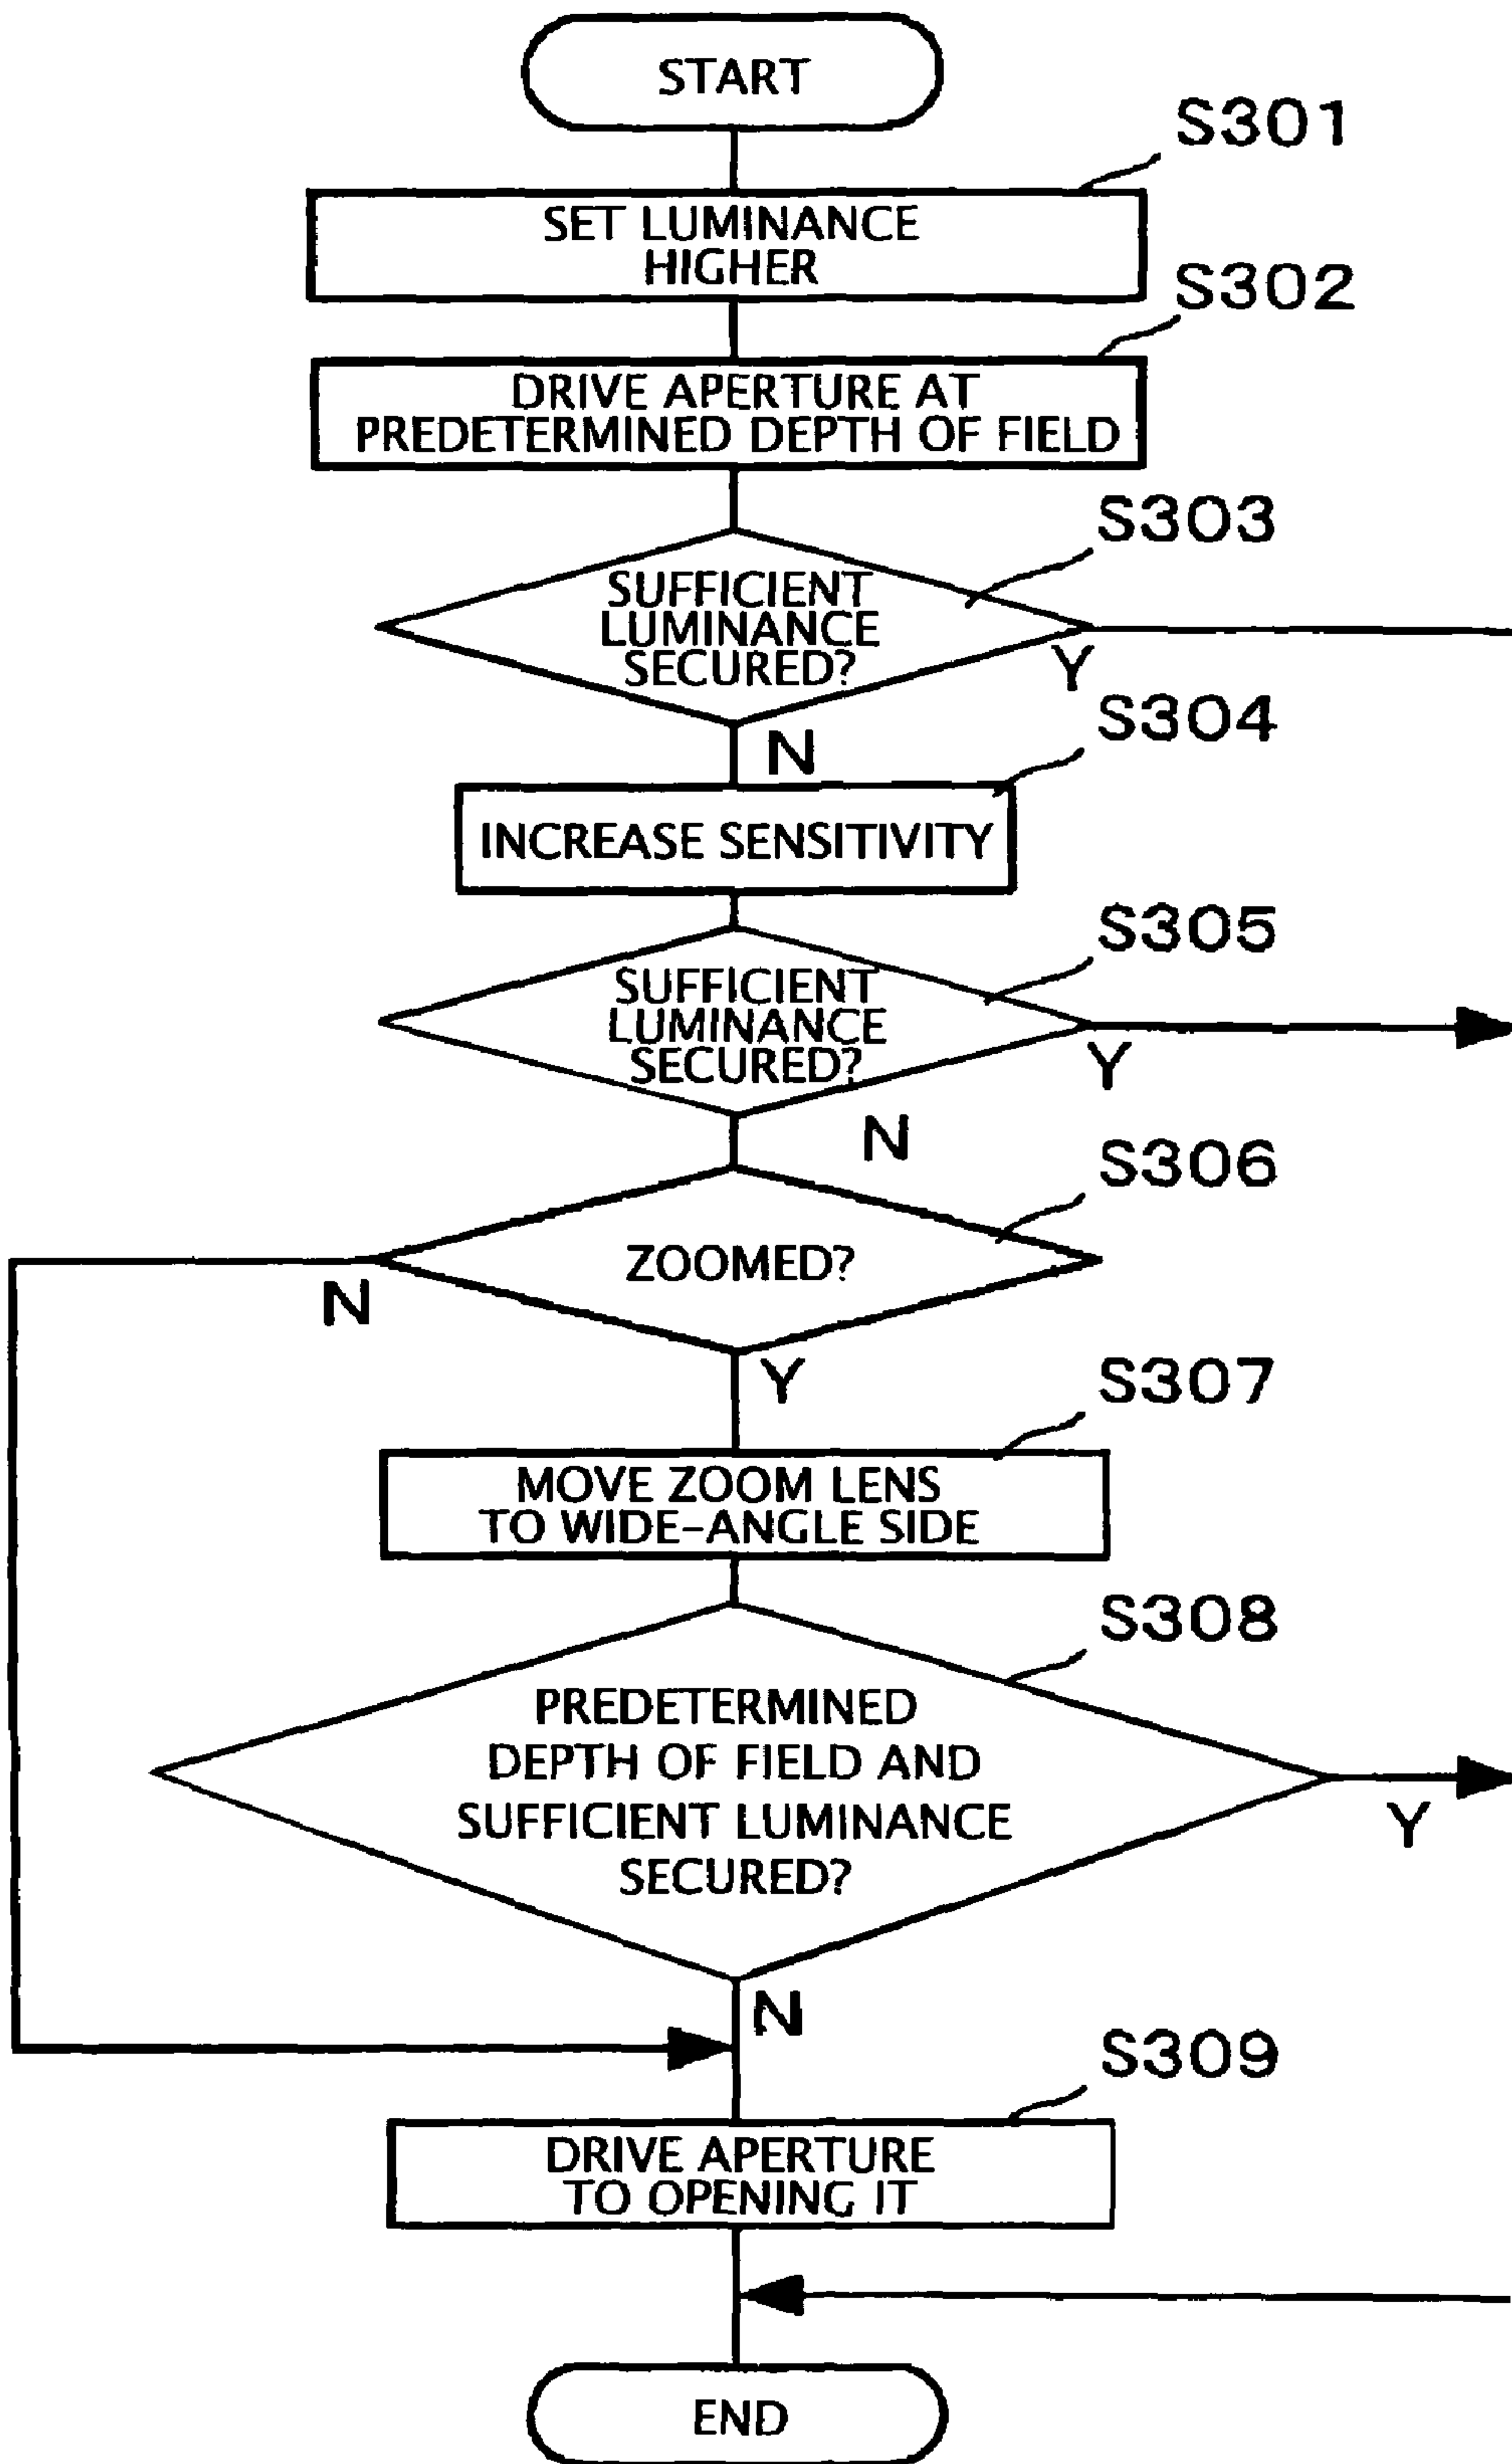 START
S301
SET LUMINANCE
HIGHER
S302
DRIVE APERTURE AT
PREDETERMINED DEPTH OF FIELD
S303
SUFFICIENT
LUMINANCE
SECURED?
Y
N
S304
INCREASE SENSITIVITY
S305
SUFFICIENT
LUMINANCE
SECURED?
Y
N
S306
ZOOMED?
N
Y
S307
MOVE ZOOM LENS
TO WIDE-ANGLE SIDE
S308
PREDETERMINED
DEPTH OF FIELD AND
SUFFICIENT LUMINANCE
SECURED?
Y
N
S309
DRIVE APERTURE
TO OPENING IT
END